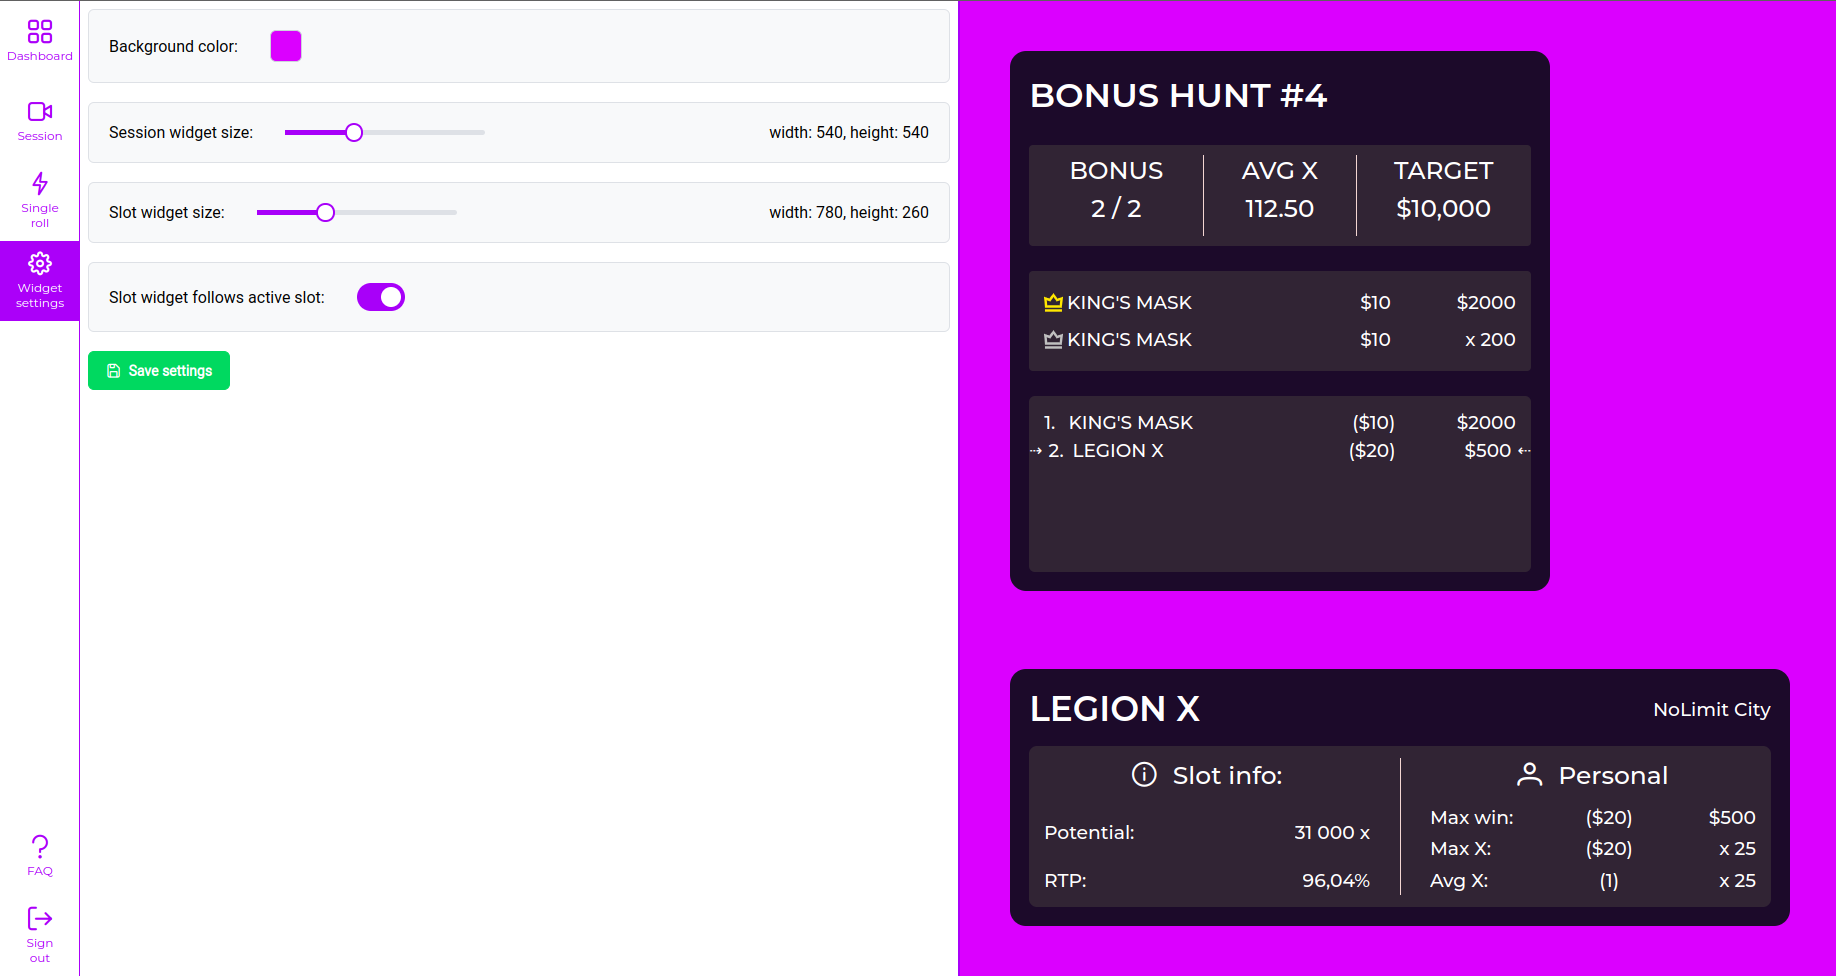 Dashboard
Session
Single
roll
Widget
settings
FAQ
Sign
out
Background color:
Session widget size: width: 540, height: 540
Slot widget size: width: 780, height: 260
Slot widget follows active slot:
Save settings
BONUS HUNT #4
BONUS AVG X TARGET
2 / 2 112.50 $10,000
KING'S MASK $10 $2000
KING'S MASK $10 x 200
1. KING'S MASK ($10) $2000
⇢ 2. LEGION X ($20) $500 ⇠
LEGION X NoLimit City
Slot info: Personal
Max win: ($20) $500
Potential: 31 000 x
Max X: ($20) x 25
RTP: 96,04% Avg X: (1) x 25